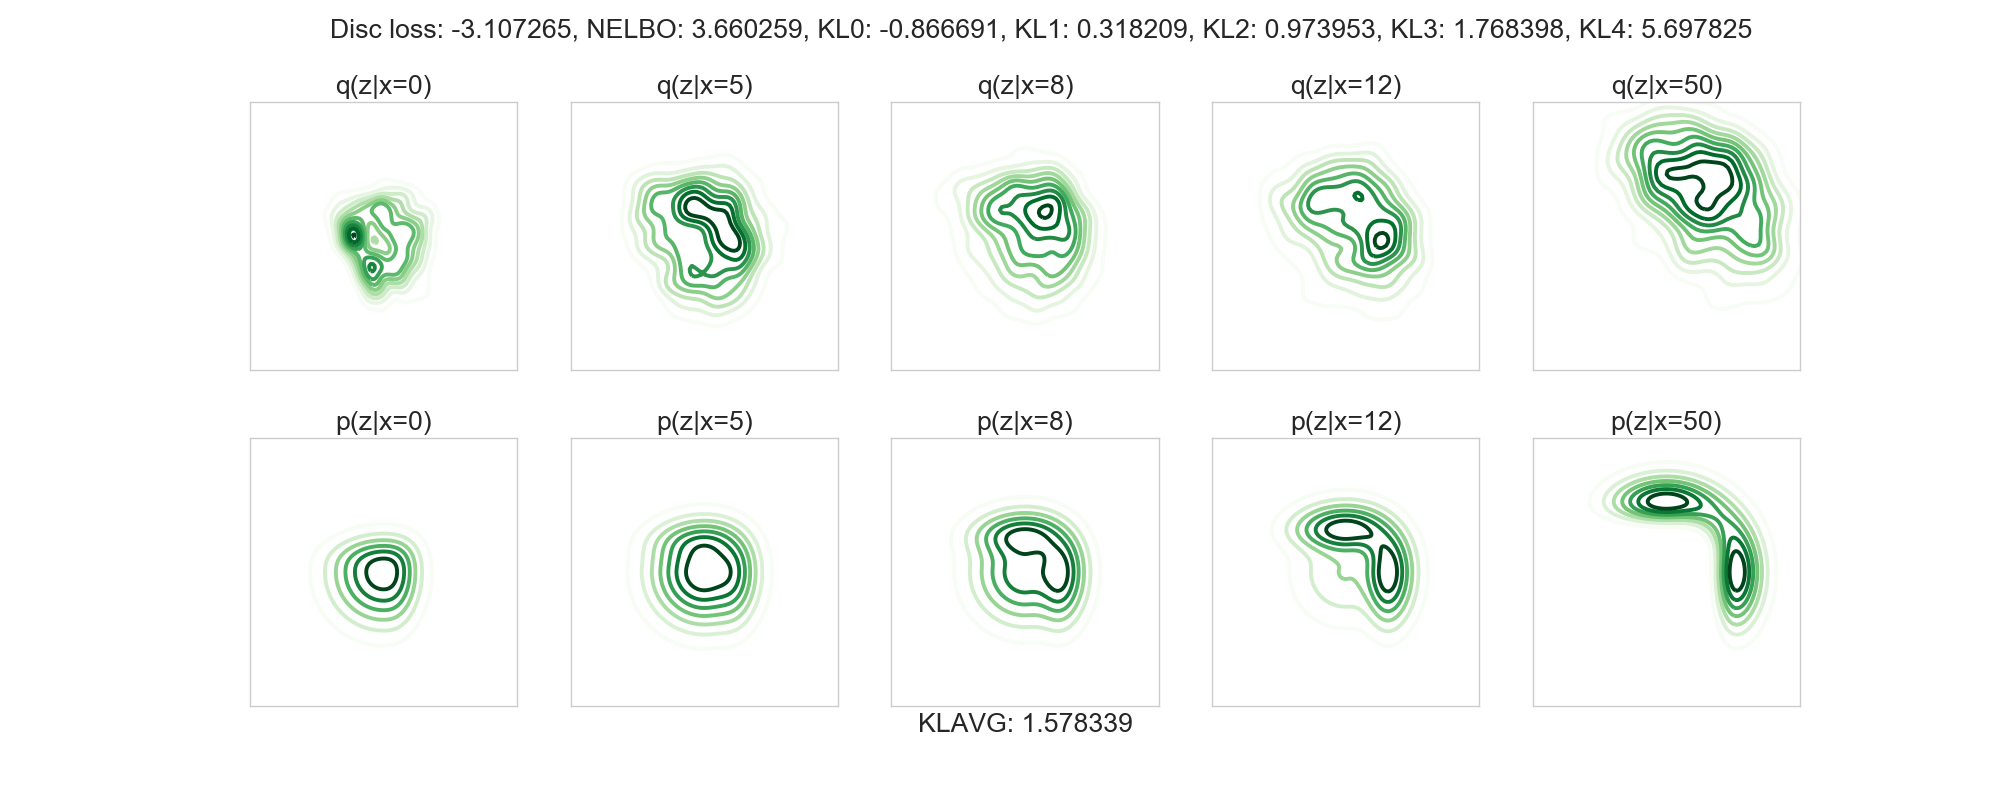 Disc loss: -3.107265, NELBO: 3.660259, KL0: -0.866691, KL1: 0.318209, KL2: 0.973953, KL3: 1.768398, KL4: 5.697825
q(z|x=0) q(z|x=5) q(z|x=8) q(z|x=12) q(z|x=50)
p(z|x=0) p(z|x=5) p(z|x=8) p(z|x=12) p(z|x=50)
KLAVG: 1.578339